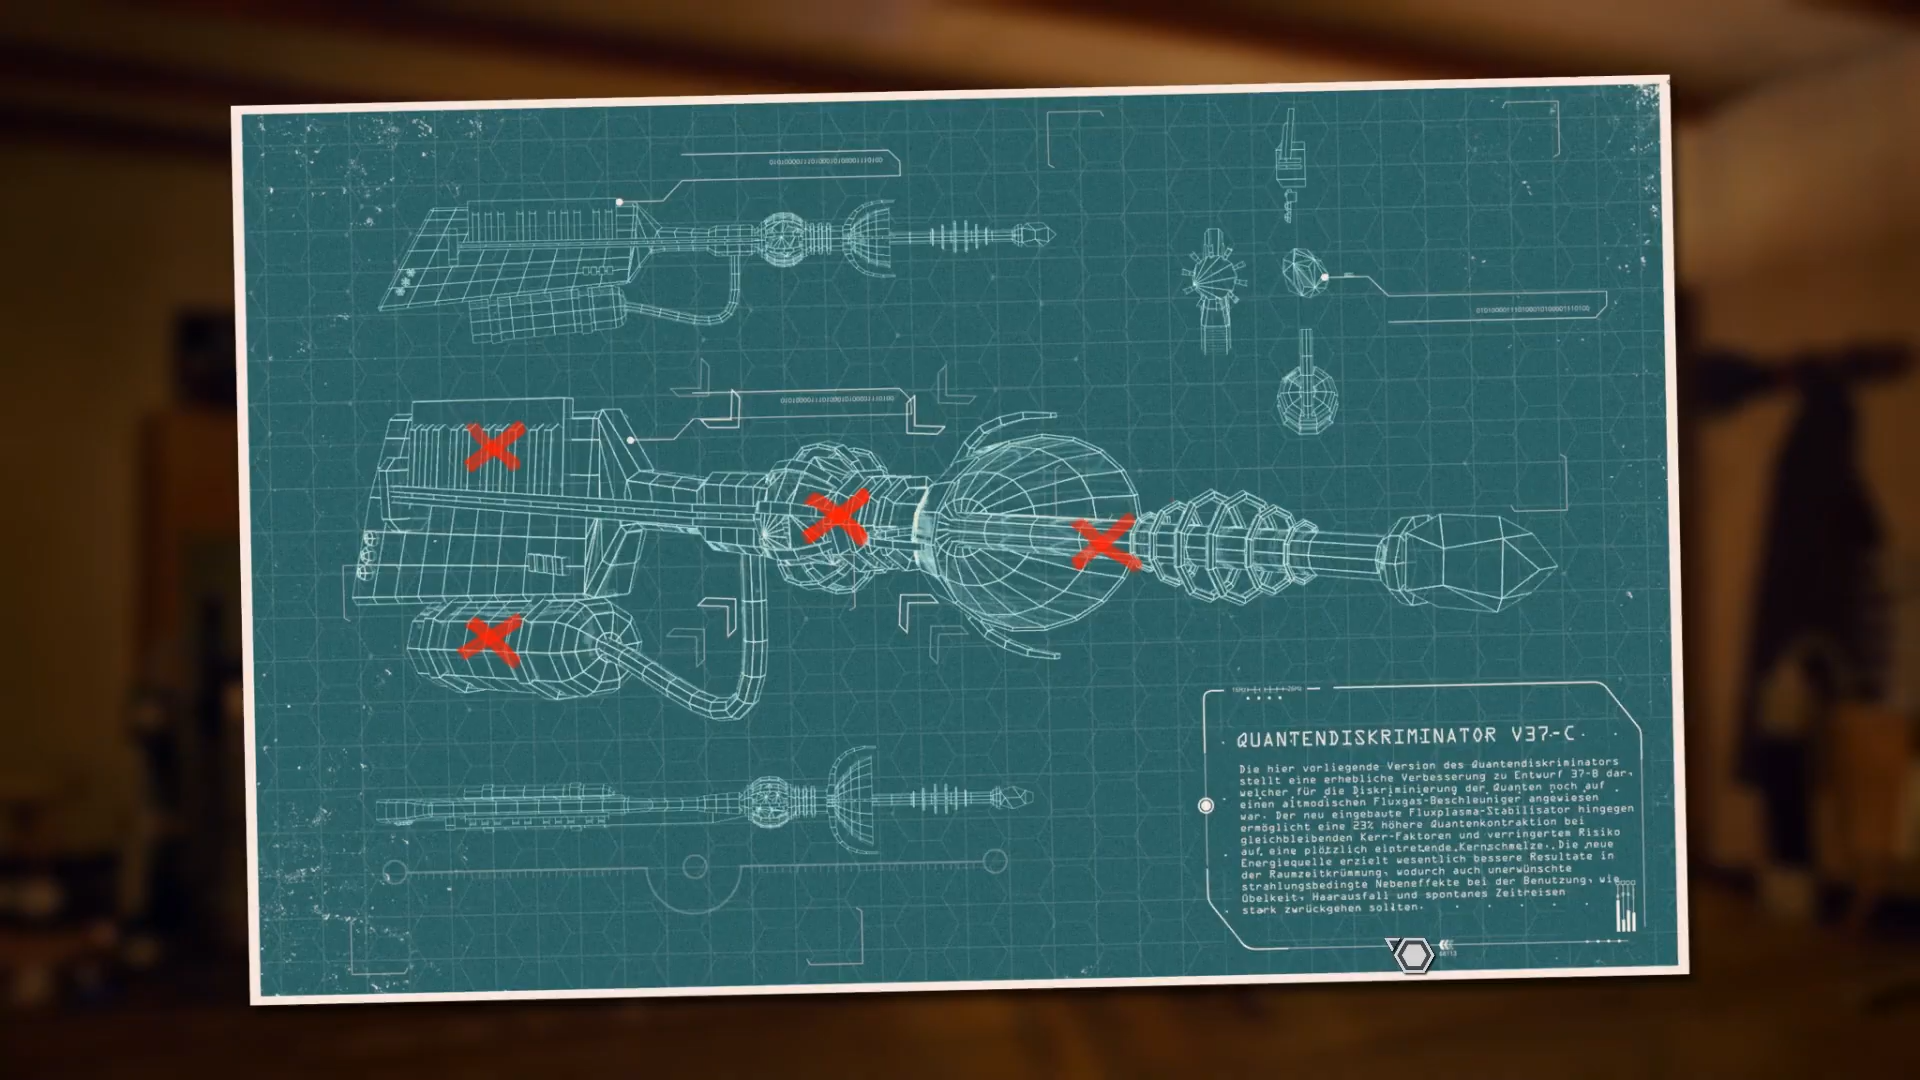 QUANTENDISKRIMINATOR V37-C
Die hier vorliegende Version des Quantendiskriminators
stellt eine erhebliche Verbesserung zu Entwurf 37-B dar,
welcher für die Diskriminierung der Quanten noch auf
einen altmodischen Fluxgas-Beschleuniger angewiesen
war. Der neu eingebaute Fluxplasma-Stabilisator hingegen
ermöglicht eine 23% höhere Quantenkontraktion bei
gleichbleibenden Kerr-Faktoren und verringertem Risiko
auf eine plötzlich eintretende Kernschmelze. Die neue
Energiequelle erzielt wesentlich bessere Resultate in
der Raumzeitkrümmung, wodurch auch unerwünschte
strahlungsbedingte Nebeneffekte bei der Benutzung, wie
Übelkeit, Haarausfall und spontanes Zeitreisen
stark zurückgehen sollten.